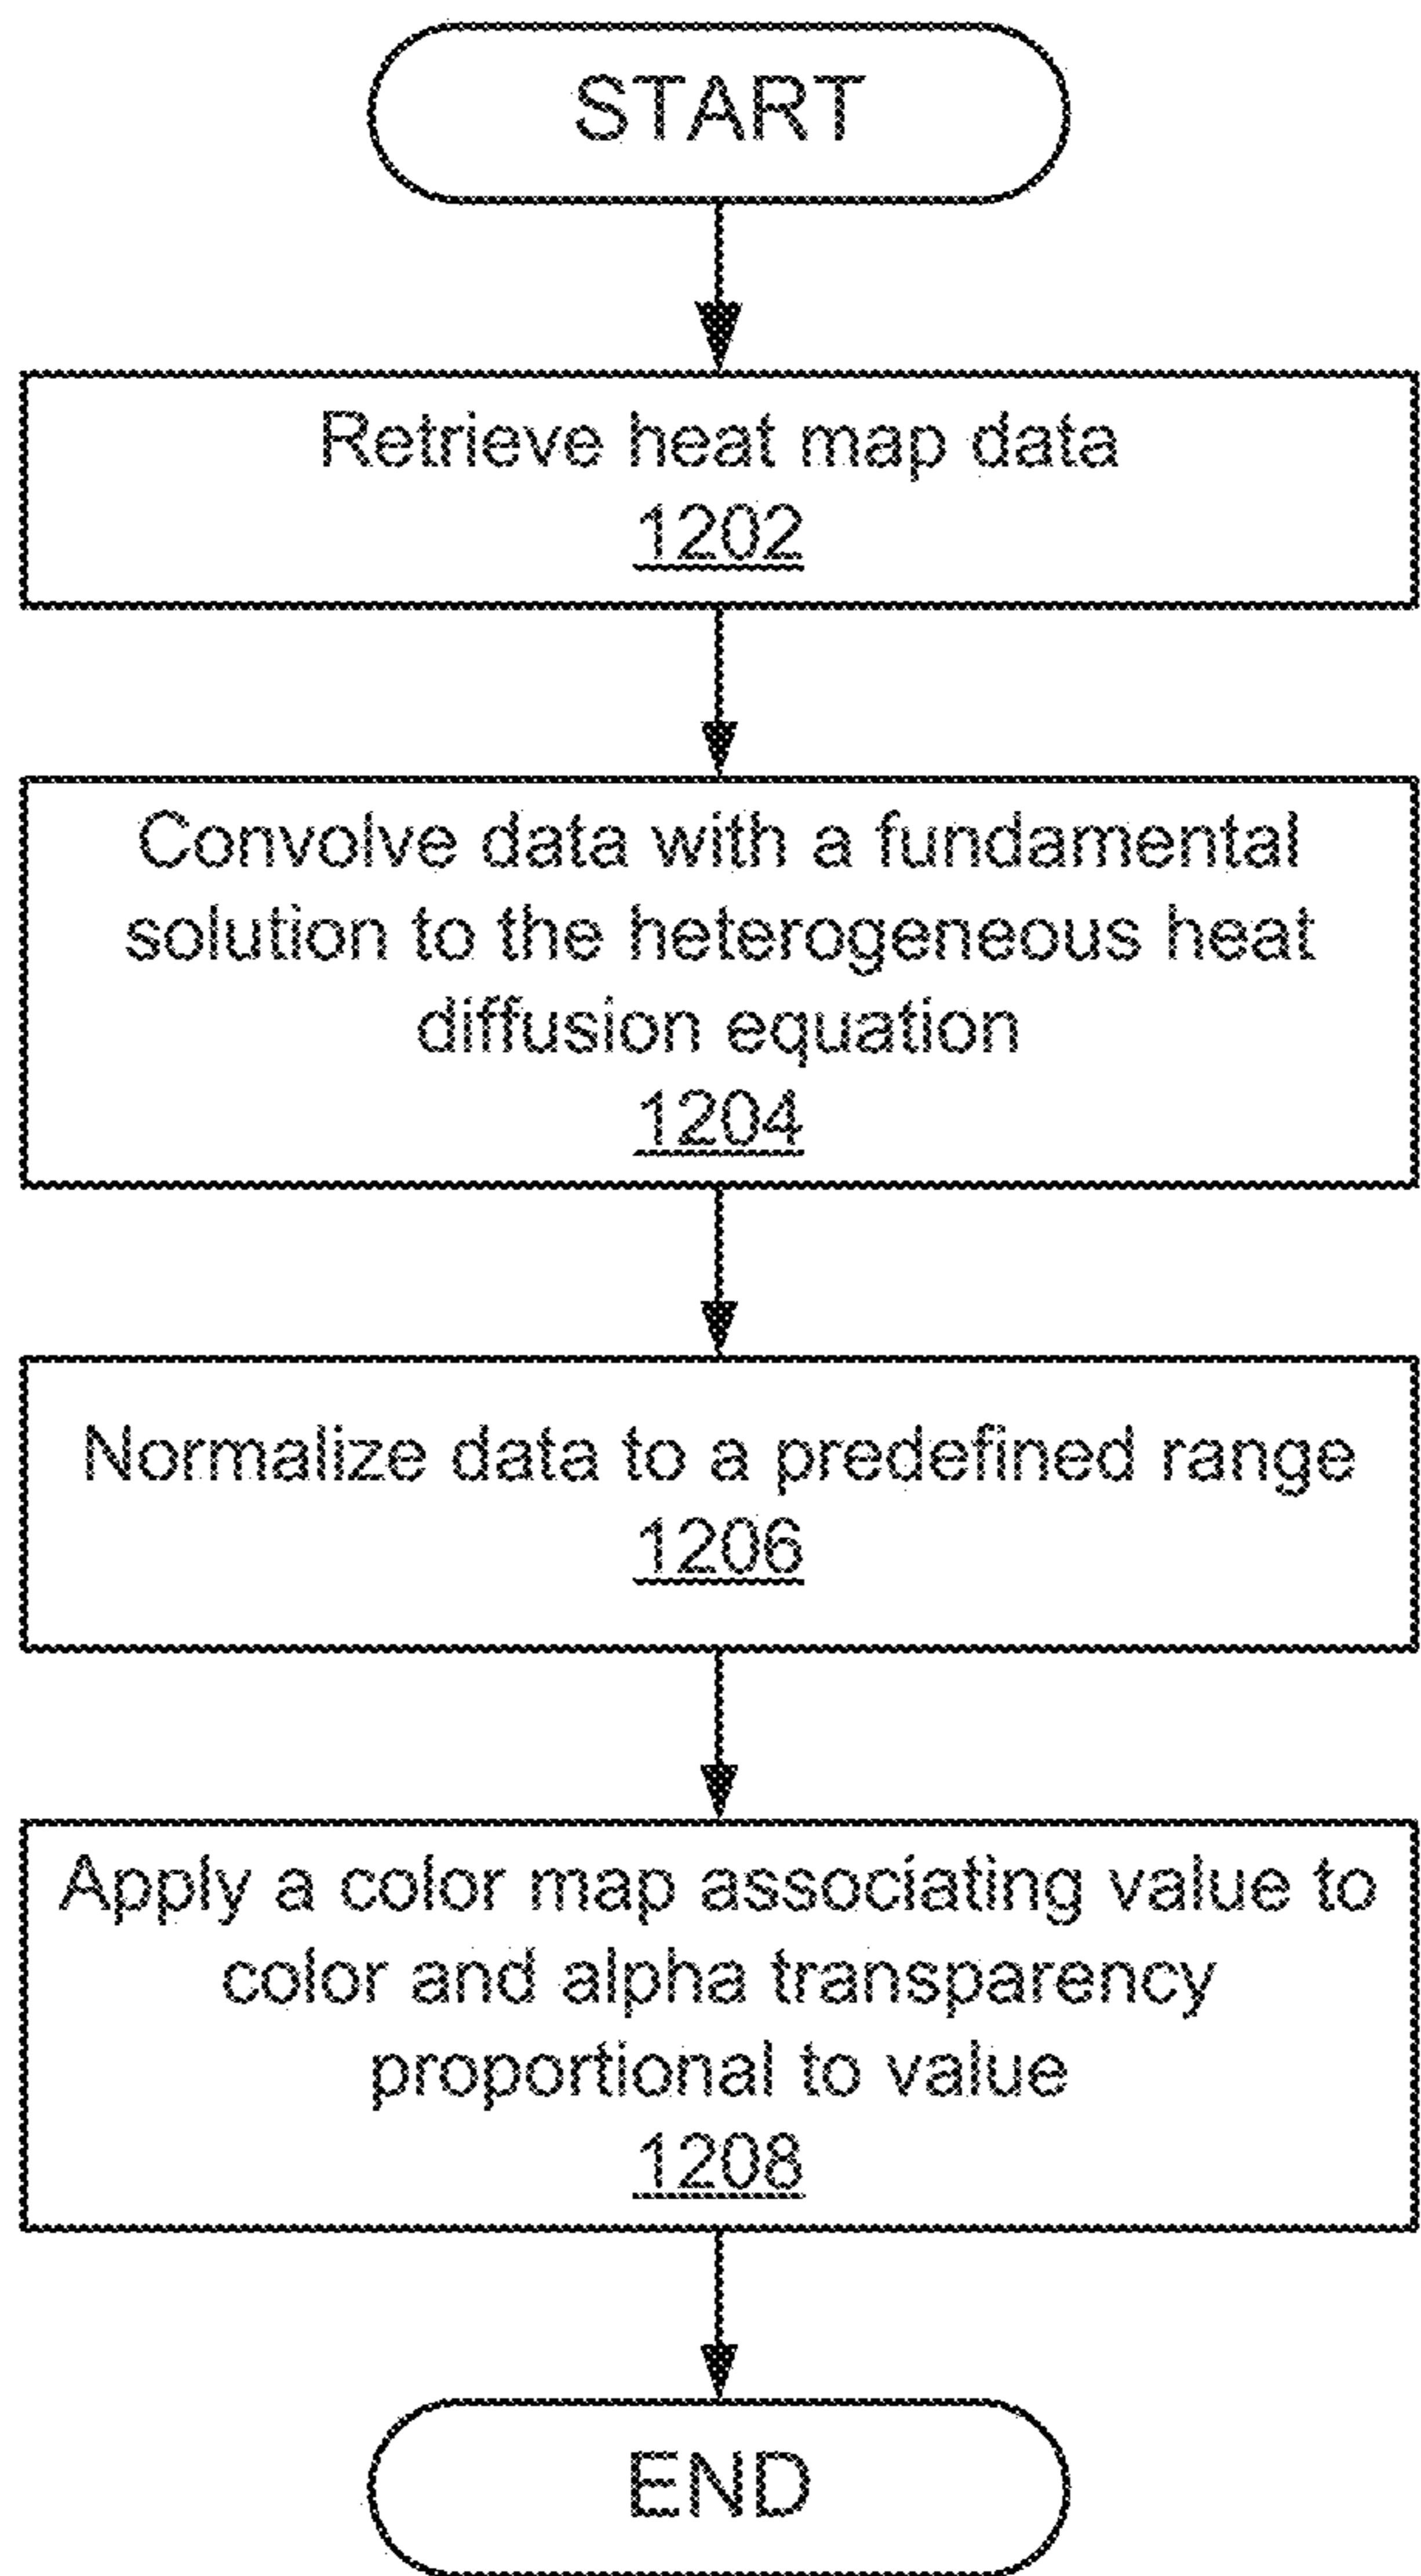 START
Retrieve heat map data
1202
Convolve data with a fundamental
solution to the heterogeneous heat
diffusion equation
1204
Normalize data to a predefined range
1206
Apply a color map associating value to
color and alpha transparency
proportional to value
1208
END